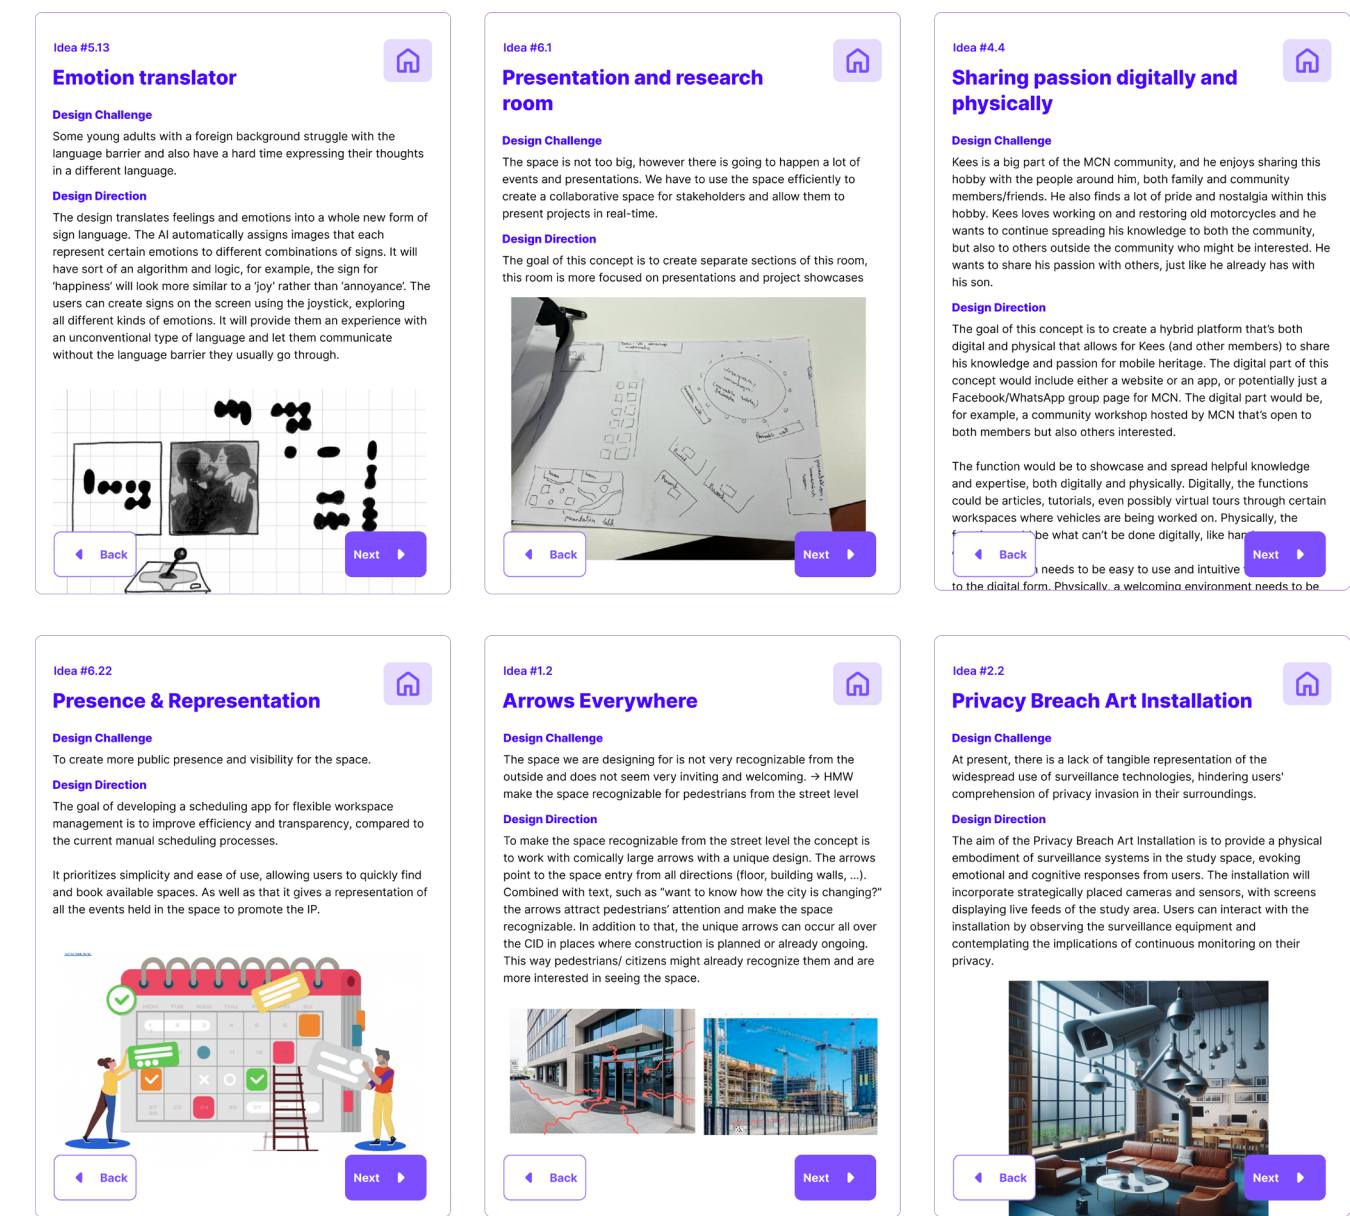 Idea #5.13
Emotion translator
Design Challenge
Some young adults with a foreign background struggle with the
language barrier and also have a hard time expressing their thoughts
in a different language.
Design Direction
The design translates feelings and emotions into a whole new form of
sign language. The AI automatically assigns images that each
represent certain emotions to different combinations of signs. It will
have sort of an algorithm and logic, for example, the sign for
‘happiness’ will look more similar to a ‘joy’ rather than ‘annoyance’. The
users can create signs on the screen using the joystick, exploring
all different kinds of emotions. It will provide them an experience with
an unconventional type of language and let them communicate
without the language barrier they usually go through.
Back
Next
Idea #6.1
Presentation and research
room
Design Challenge
The space is not too big, however there is going to happen a lot of
events and presentations. We have to use the space efficiently to
create a collaborative space for stakeholders and allow them to
present projects in real-time.
Design Direction
The goal of this concept is to create separate sections of this room,
this room is more focused on presentations and project showcases
Back
Next
Idea #4.4
Sharing passion digitally and
physically
Design Challenge
Kees is a big part of the MCN community, and he enjoys sharing this
hobby with the people around him, both family and community
members/friends. He also finds a lot of pride and nostalgia within this
hobby. Kees loves working on and restoring old motorcycles and he
wants to continue spreading his knowledge to both the community,
but also to others outside the community who might be interested. He
wants to share his passion with others, just like he already has with
his son.
Design Direction
The goal of this concept is to create a hybrid platform that’s both
digital and physical that allows for Kees (and other members) to share
his knowledge and passion for mobile heritage. The digital part of this
concept would include either a website or an app, or potentially just a
Facebook/WhatsApp group page for MCN. The digital part would be,
for example, a community workshop hosted by MCN that’s open to
both members but also others interested.
The function would be to showcase and spread helpful knowledge
and expertise, both digitally and physically. Digitally, the functions
could be articles, tutorials, even possibly virtual tours through certain
workspaces where vehicles are being worked on. Physically, the
be what can’t be done digitally, like
needs to be easy to use and intuitive
to the digital form. Physically, a welcoming environment needs to be
Back
Next
Idea #6.22
Presence & Representation
Design Challenge
To create more public presence and visibility for the space.
Design Direction
The goal of developing a scheduling app for flexible workspace
management is to improve efficiency and transparency, compared to
the current manual scheduling processes.
It prioritizes simplicity and ease of use, allowing users to quickly find
and book available spaces. As well as that it gives a representation of
all the events held in the space to promote the IP.
MON TUE WED THU FRI SU
1 2 3 4 5
11 12
24 27
Back
Next
Idea #1.2
Arrows Everywhere
Design Challenge
The space we are designing for is not very recognizable from the
outside and does not seem very inviting and welcoming. → HMW
make the space recognizable for pedestrians from the street level
Design Direction
To make the space recognizable from the street level the concept is
to work with comically large arrows with a unique design. The arrows
point to the space entry from all directions (floor, building walls, ...).
Combined with text, such as “want to know how the city is changing?”
the arrows attract pedestrians’ attention and make the space
recognizable. In addition to that, the unique arrows can occur all over
the CID in places where construction is planned or already ongoing.
This way pedestrians/ citizens might already recognize them and are
more interested in seeing the space.
Back
Next
Idea #2.2
Privacy Breach Art Installation
Design Challenge
At present, there is a lack of tangible representation of the
widespread use of surveillance technologies, hindering users'
comprehension of privacy invasion in their surroundings.
Design Direction
The aim of the Privacy Breach Art Installation is to provide a physical
embodiment of surveillance systems in the study space, evoking
emotional and cognitive responses from users. The installation will
incorporate strategically placed cameras and sensors, with screens
displaying live feeds of the study area. Users can interact with the
installation by observing the surveillance equipment and
contemplating the implications of continuous monitoring on their
privacy.
Back
Next